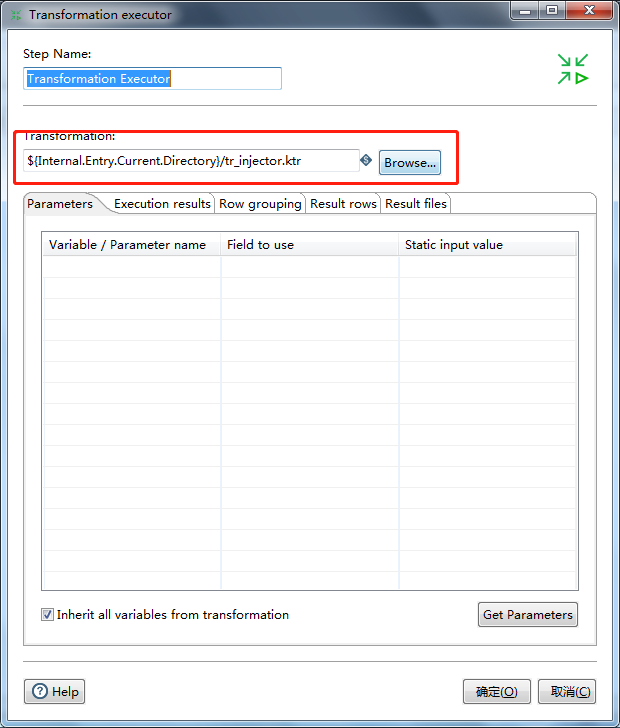 Transformation executor
Step Name:
Transformation Executor
Transformation:
${Internal.Entry.Current.Directory}/tr_injector.ktr
Browse...
Parameters Execution results Row grouping Result rows Result files
Variable / Parameter name Field to use Static input value
Inherit all variables from transformation
Get Parameters
Help
确定(O) 取消(C)